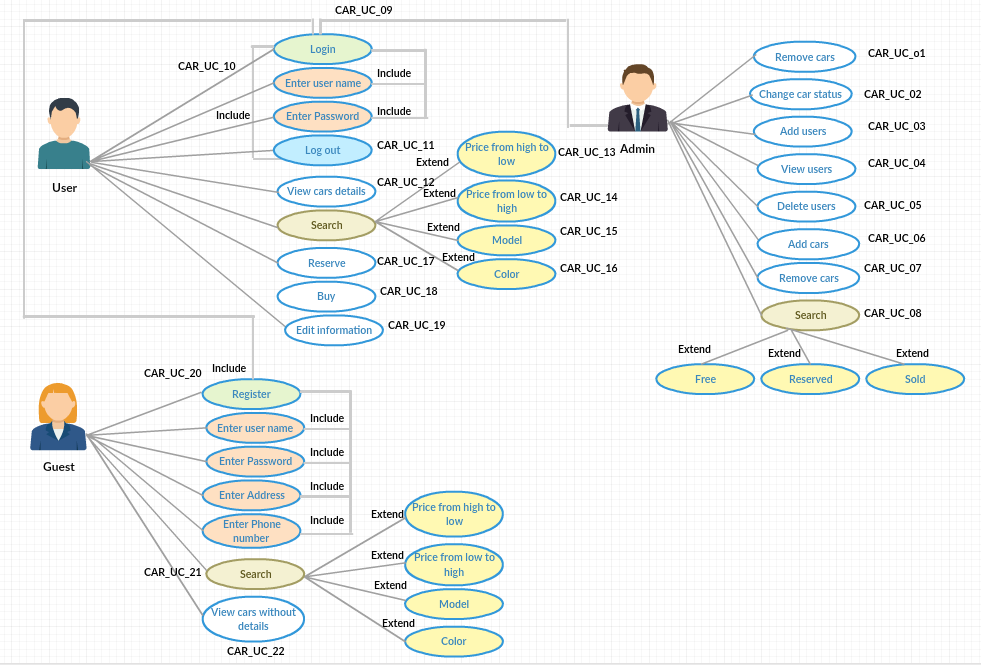 CAR_UC_09
Login
CAR_UC_10
Include
Enter user name
Include
Enter Password
Include
Log out
CAR_UC_11
User
View cars details
CAR_UC_12
Search
Extend
Price from high to
low
CAR_UC_13
Extend
Price from low to
high
CAR_UC_14
Extend
Model
CAR_UC_15
Extend
Color
CAR_UC_16
Reserve
CAR_UC_17
Buy
CAR_UC_18
Edit information
CAR_UC_19
Admin
Remove cars
CAR_UC_o1
Change car status
CAR_UC_02
Add users
CAR_UC_03
View users
CAR_UC_04
Delete users
CAR_UC_05
Add cars
CAR_UC_06
Remove cars
CAR_UC_07
Search
CAR_UC_08
Extend
Extend
Extend
Free
Reserved
Sold
CAR_UC_20
Include
Register
Guest
Enter user name
Include
Enter Password
Include
Enter Address
Include
Enter Phone
number
Include
CAR_UC_21
Search
Extend
Price from high to
low
Extend
Price from low to
high
Extend
Model
Extend
Color
View cars without
details
CAR_UC_22